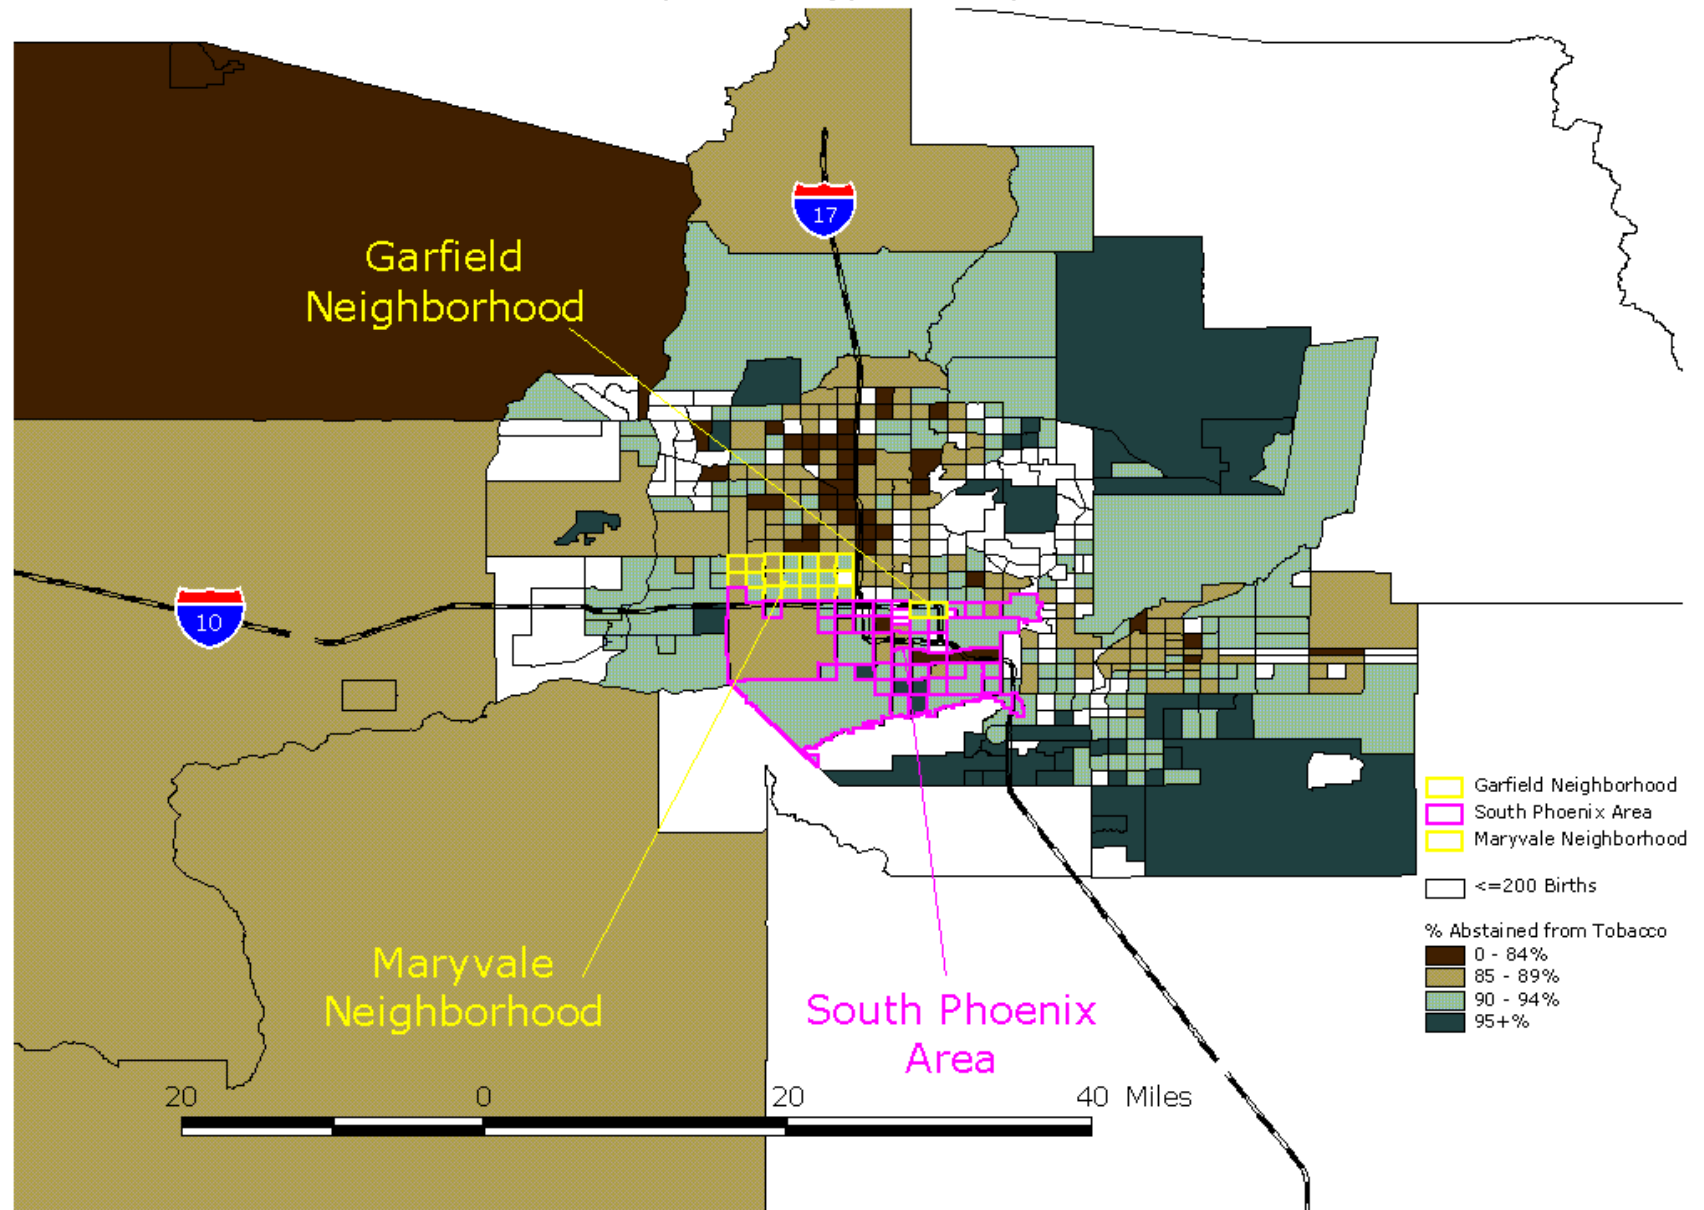 17
Garfield
Neighborhood
10
Garfield Neighborhood
South Phoenix Area
Maryvale Neighborhood
<=200 Births
% Abstained from Tobacco
0 - 84%
85 - 89%
90 - 94%
95+%
Maryvale
Neighborhood
South Phoenix
Area
20 0 20 40 Miles